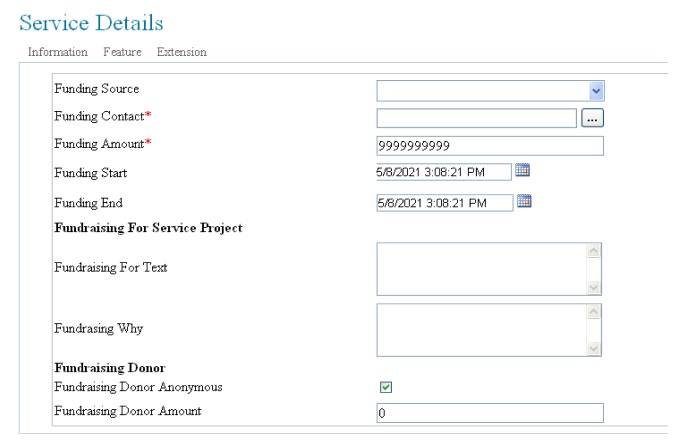 Service Details
Information Feature Extension
Funding Source
Funding Contact* ...
Funding Amount* 9999999999
Funding Start 5/8/2021 3:08:21 PM
Funding End 5/8/2021 3:08:21 PM
Fundraising For Service Project
Fundraising For Text
Fundrasing Why
Fundraising Donor
Fundraising Donor Anonymous
Fundraising Donor Amount 0